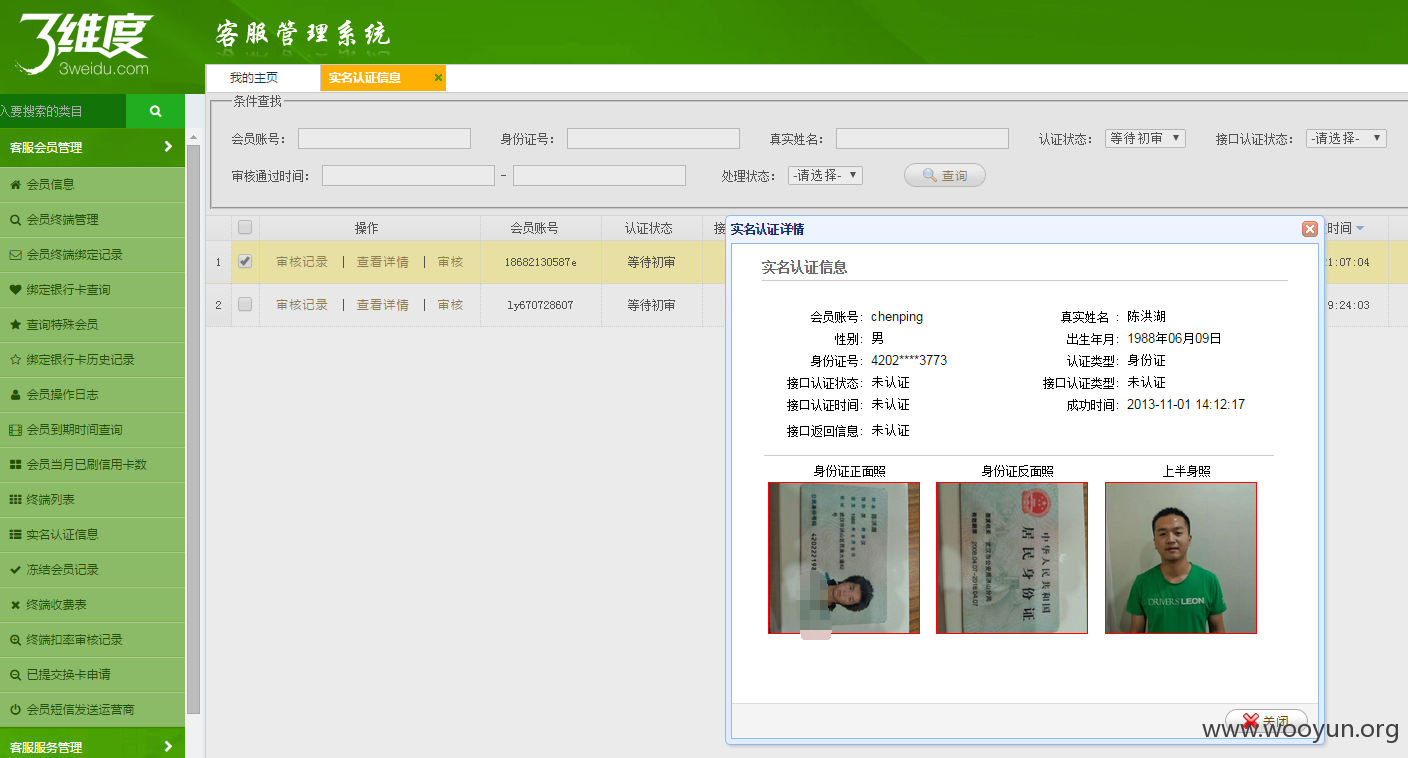 3维度
3weidu.com
客服管理系统
我的主页
实名认证信息
入要搜索的类目
客服会员管理
会员信息
会员终端管理
会员终端绑定记录
绑定银行卡查询
查询特殊会员
绑定银行卡历史记录
会员操作日志
会员到期时间查询
会员当月已刷信用卡数
终端列表
实名认证信息
冻结会员记录
终端收费表
终端扣率审核记录
已提交换卡申请
会员短信发送运营商
客服服务管理
条件查找
会员账号： 身份证号： 真实姓名： 认证状态： 等待初审 接口认证状态： -请选择-
审核通过时间： - 处理状态： -请选择- 查询
操作 会员账号 认证状态 接 时间
1 审核记录 | 查看详情 | 审核 18682130587e 等待初审 1:07:04
2 审核记录 | 查看详情 | 审核 ly670728607 等待初审 9:24:03
实名认证详情
实名认证信息
会员账号： chenping 真实姓名 ： 陈洪湖
性别： 男 出生年月： 1988年06月09日
身份证号： 4202****3773 认证类型： 身份证
接口认证状态： 未认证 接口认证类型： 未认证
接口认证时间： 未认证 成功时间： 2013-11-01 14:12:17
接口返回信息： 未认证
身份证正面照 身份证反面照 上半身照
中华人民共和国
居民身份证
DRIVERS' LEON
关闭
www.wooyun.org